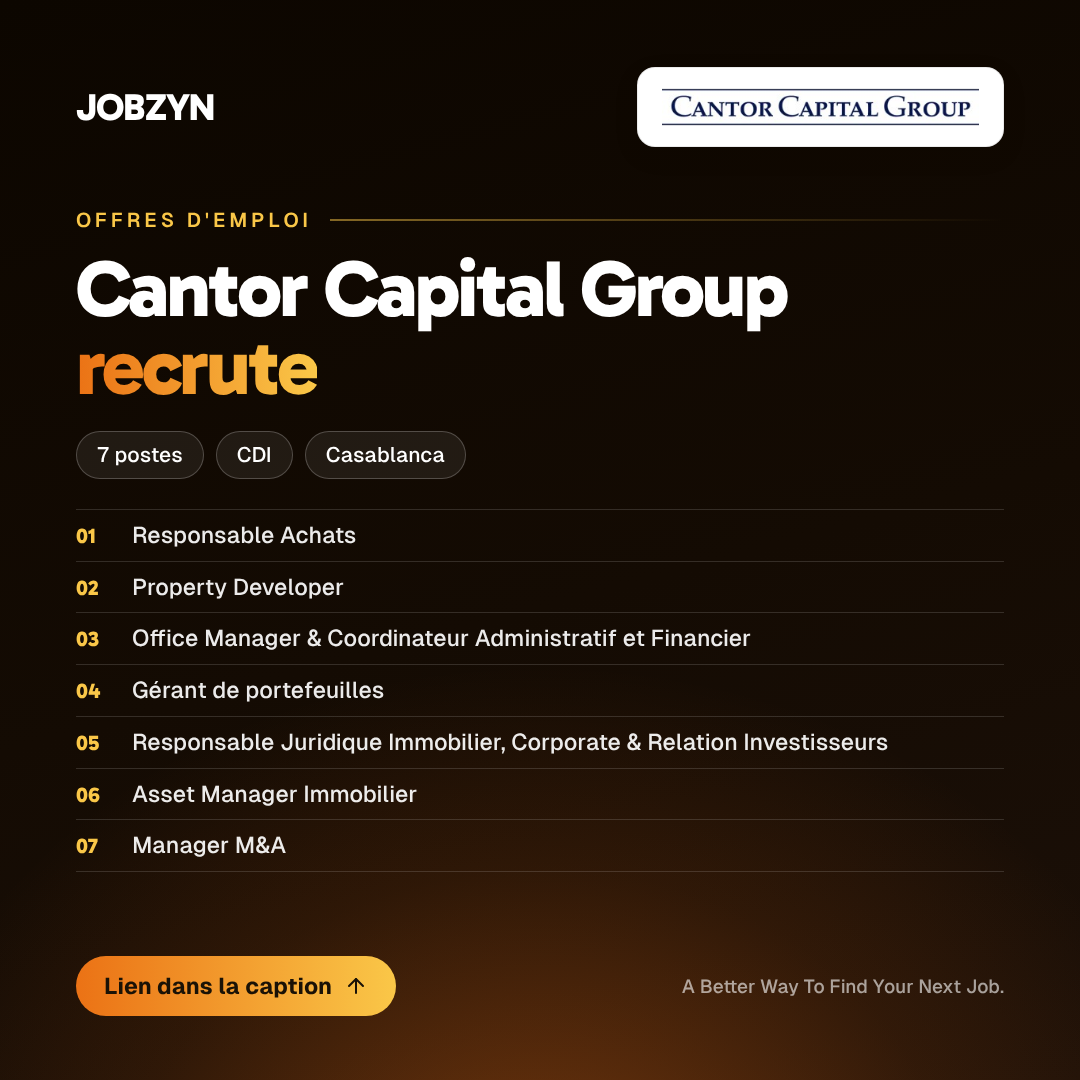 JOBZYN
CANTOR CAPITAL GROUP
OFFRES D'EMPLOI
Cantor Capital Group
recrute
7 postes
CDI
Casablanca
01 Responsable Achats
02 Property Developer
03 Office Manager & Coordinateur Administratif et Financier
04 Gérant de portefeuilles
05 Responsable Juridique Immobilier, Corporate & Relation Investisseurs
06 Asset Manager Immobilier
07 Manager M&A
Lien dans la caption ↑
A Better Way To Find Your Next Job.